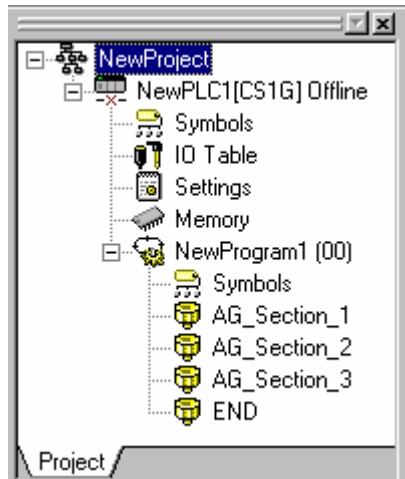 NewProject
NewPLC1[CS1G] Offline
Symbols
IO Table
Settings
Memory
NewProgram1 (00)
Symbols
AG_Section_1
AG_Section_2
AG_Section_3
END
Project